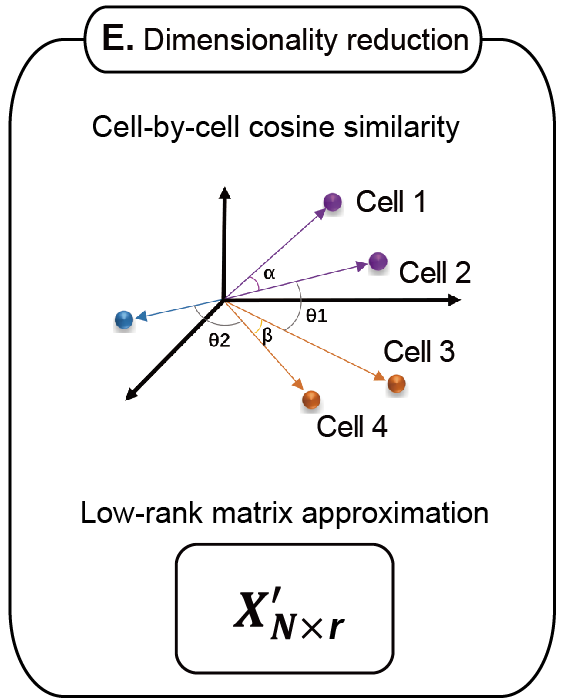 E. Dimensionality reduction
Cell-by-cell cosine similarity
Cell 1
α
Cell 2
θ1
θ2
β
Cell 3
Cell 4
Low-rank matrix approximation
X′N×r